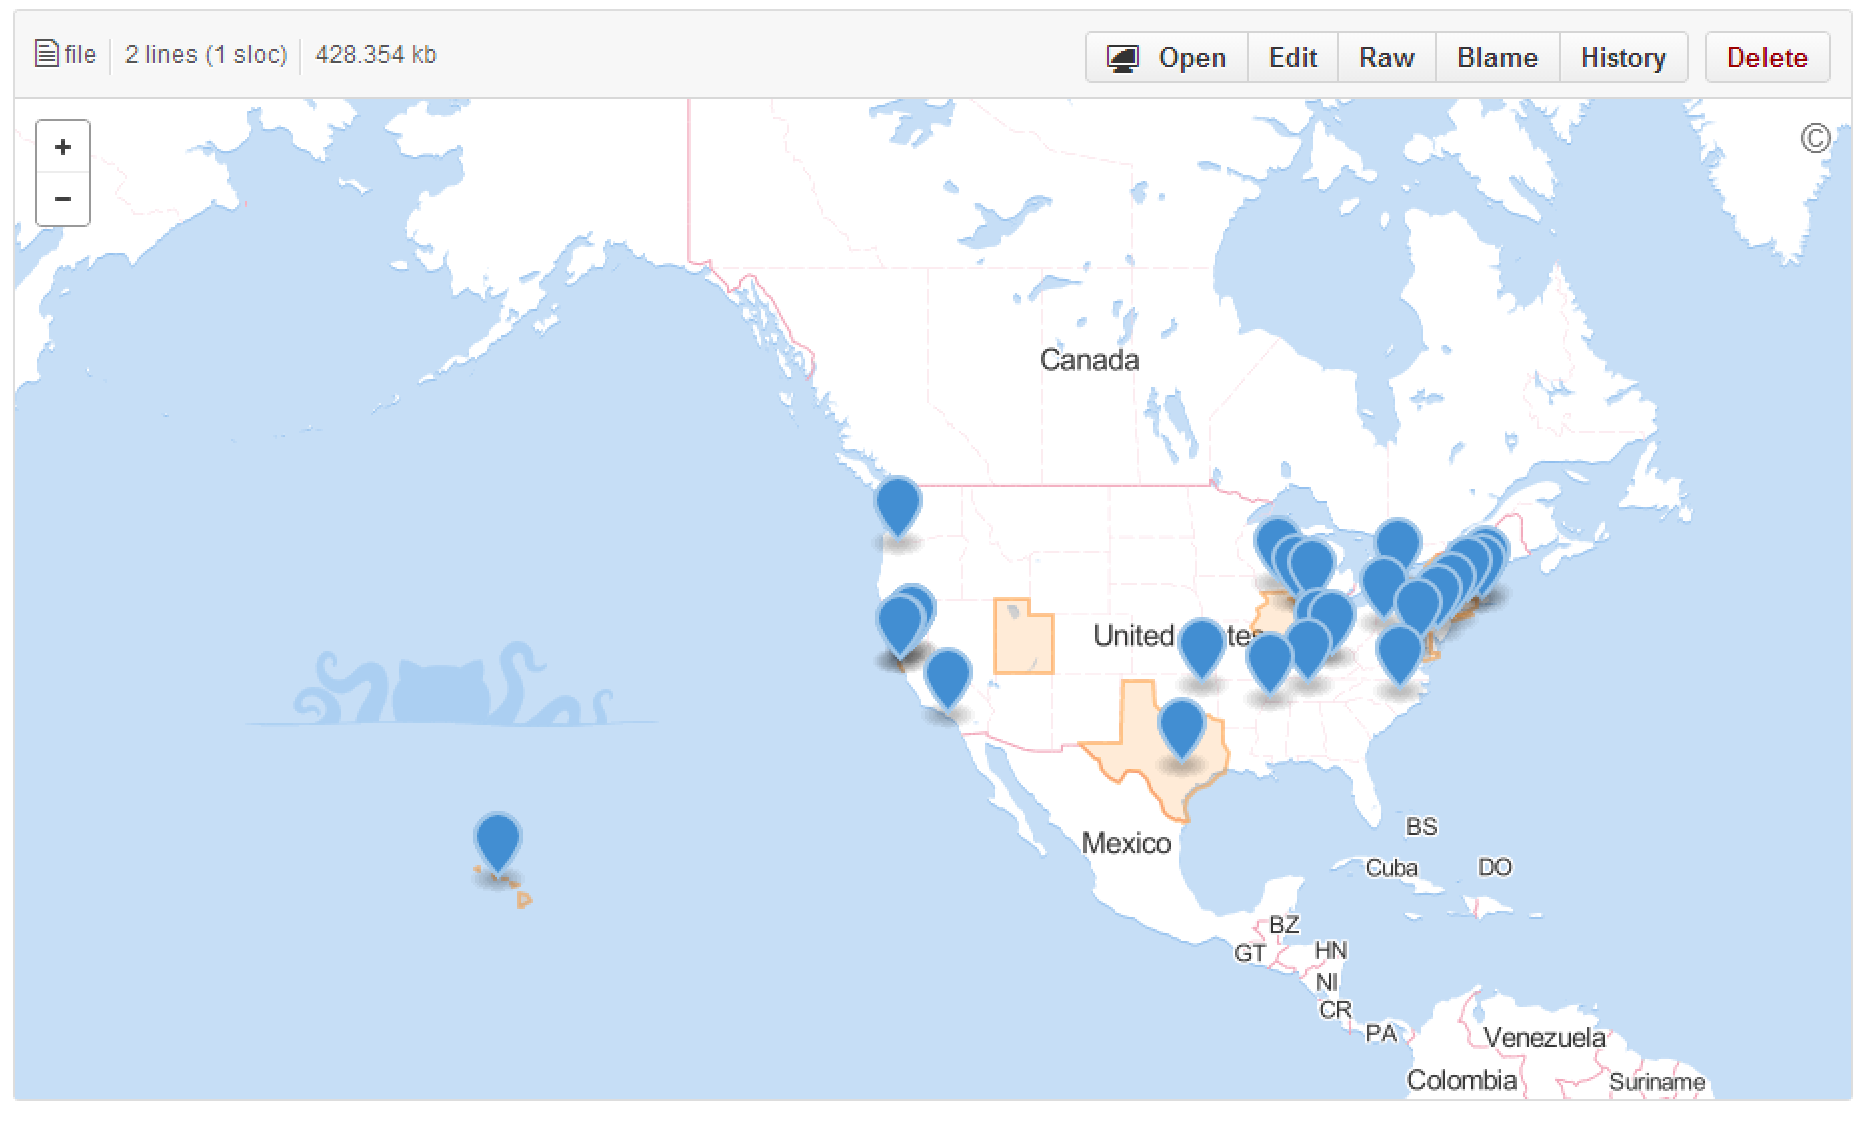 file 2 lines (1 sloc) 428.354 kb Open Edit Raw Blame History Delete
+
©
−
Canada
United tes
BS
Mexico
Cuba DO
BZ
GT HN
NI
CR
PA Venezuela
Colombia Suriname